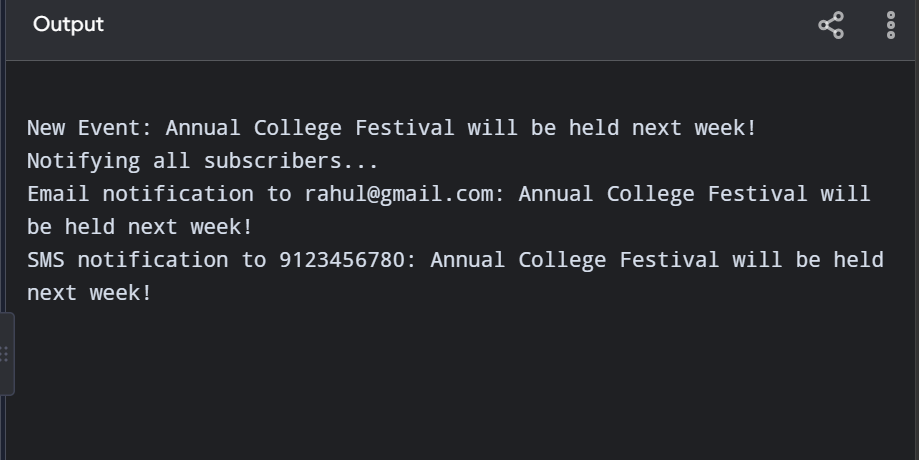 Output
New Event: Annual College Festival will be held next week!
Notifying all subscribers...
Email notification to rahul@gmail.com: Annual College Festival will
be held next week!
SMS notification to 9123456780: Annual College Festival will be held
next week!